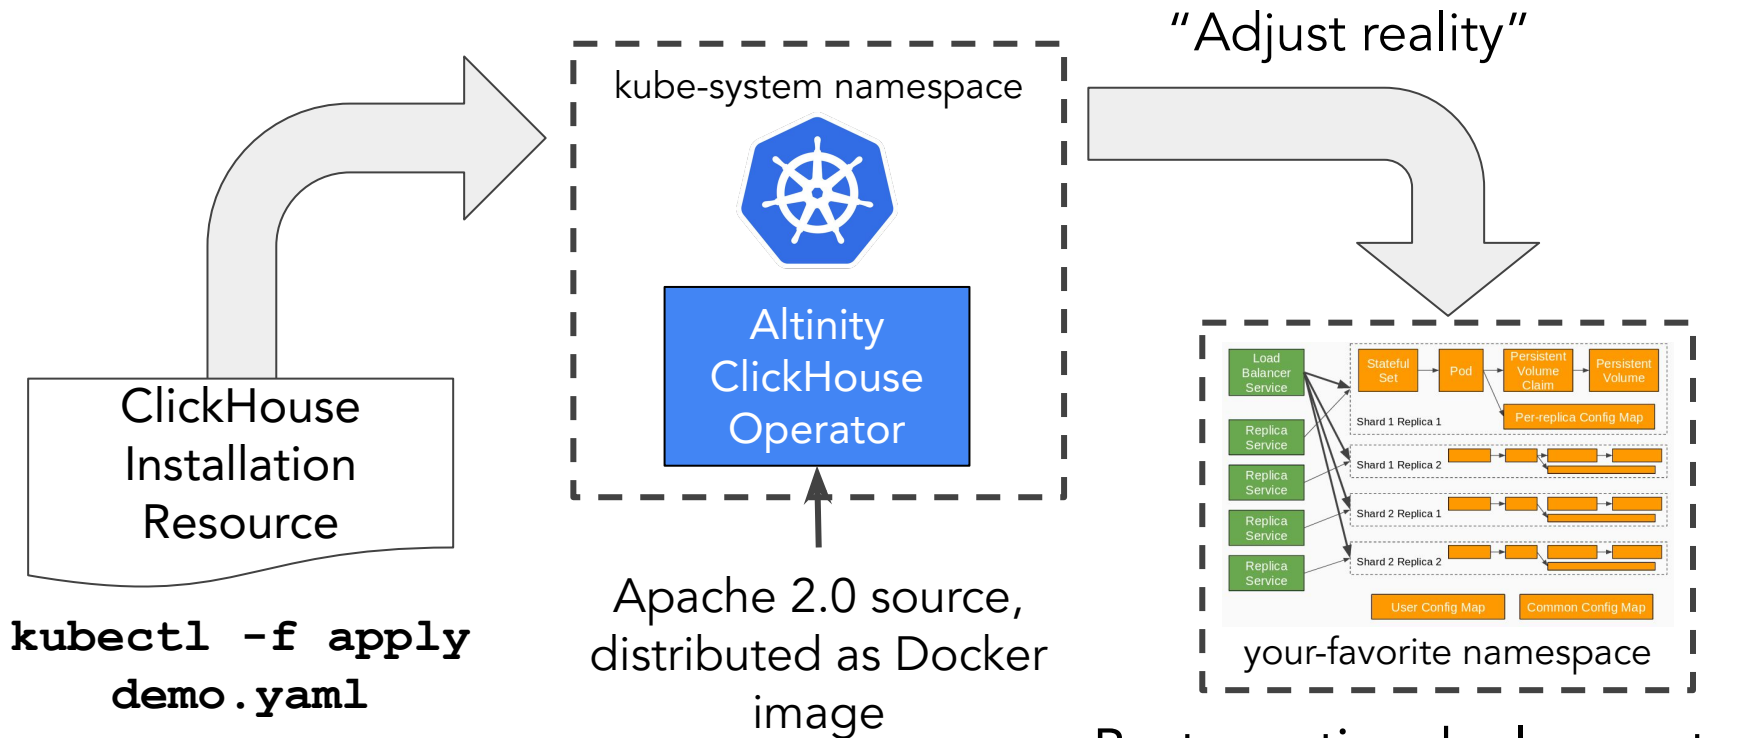 “Adjust reality”
kube-system namespace
Altinity
ClickHouse
Operator
ClickHouse
Installation
Resource
kubectl -f apply
demo.yaml
Apache 2.0 source,
distributed as Docker
image
Load
Balancer
Service
Replica
Service
Replica
Service
Replica
Service
Replica
Service
Stateful
Set
Pod
Persistent
Volume
Claim
Persistent
Volume
Per-replica Config Map
Shard 1 Replica 1
Shard 1 Replica 2
Shard 2 Replica 1
Shard 2 Replica 2
User Config Map
Common Config Map
your-favorite namespace